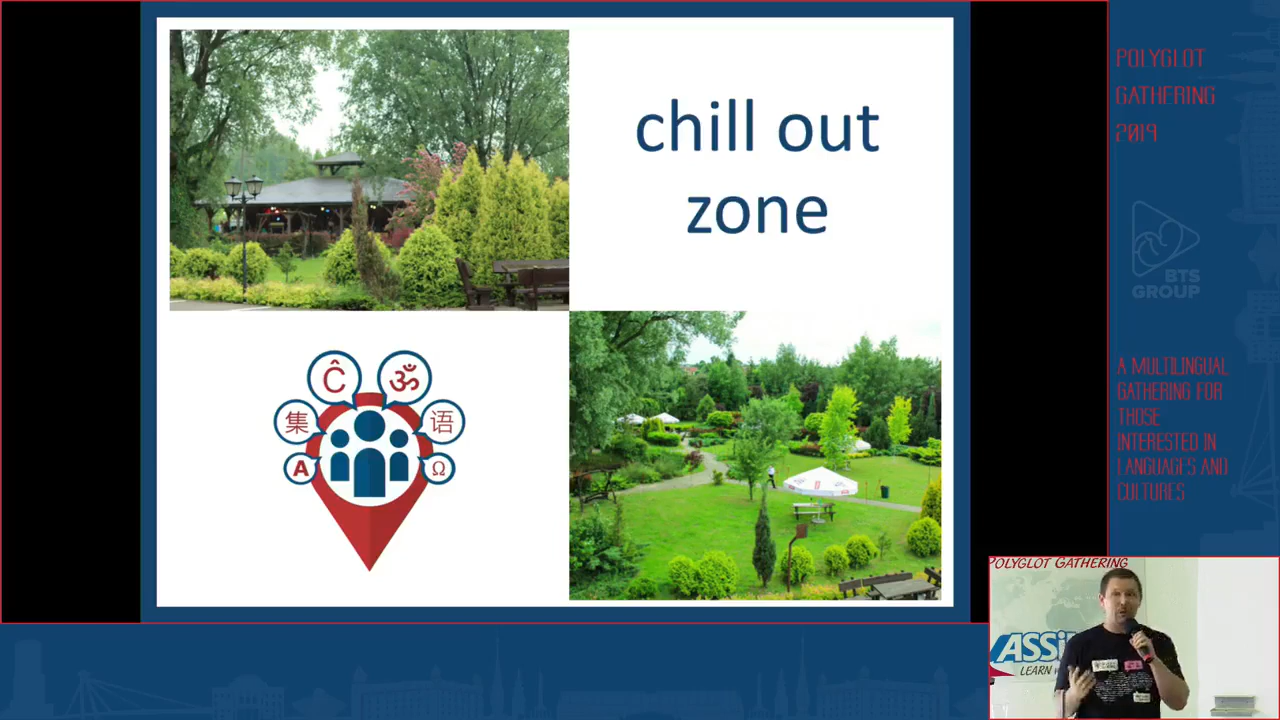 chill out
zone
Ĉ
ॐ
集
语
A
Ω
POLYGLOT
GATHERING
2019
BTS
GROUP
A MULTILINGUAL
GATHERING FOR
THOSE
INTERESTED IN
LANGUAGES AND
CULTURES
POLYGLOT GATHERING
ASSi
LEARN